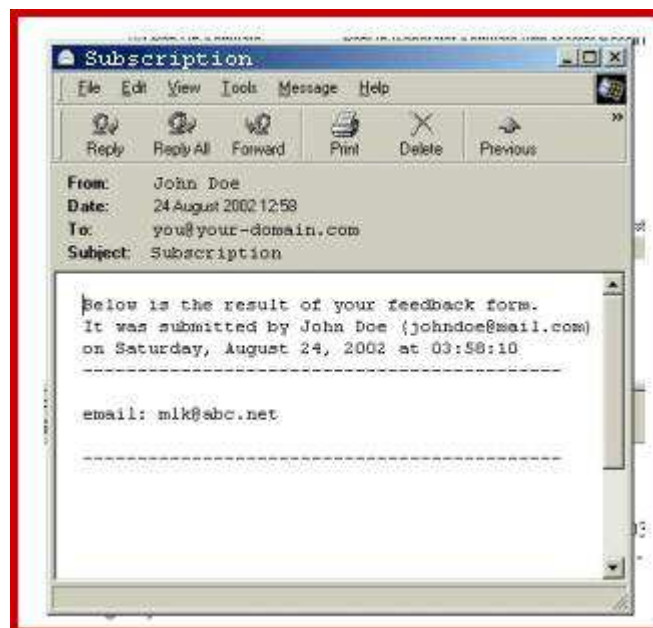 Subscription
File Edit View Tools Message Help
Reply Reply All Forward Print Delete Previous
From: John Doe
Date: 24 August 2002 12:58
To: you@your-domain.com
Subject: Subscription
Below is the result of your feedback form.
It was submitted by John Doe (johndoe@mail.com)
on Saturday, August 24, 2002 at 03:58:10
---------------------------------------------
email: mlk@abc.net
---------------------------------------------